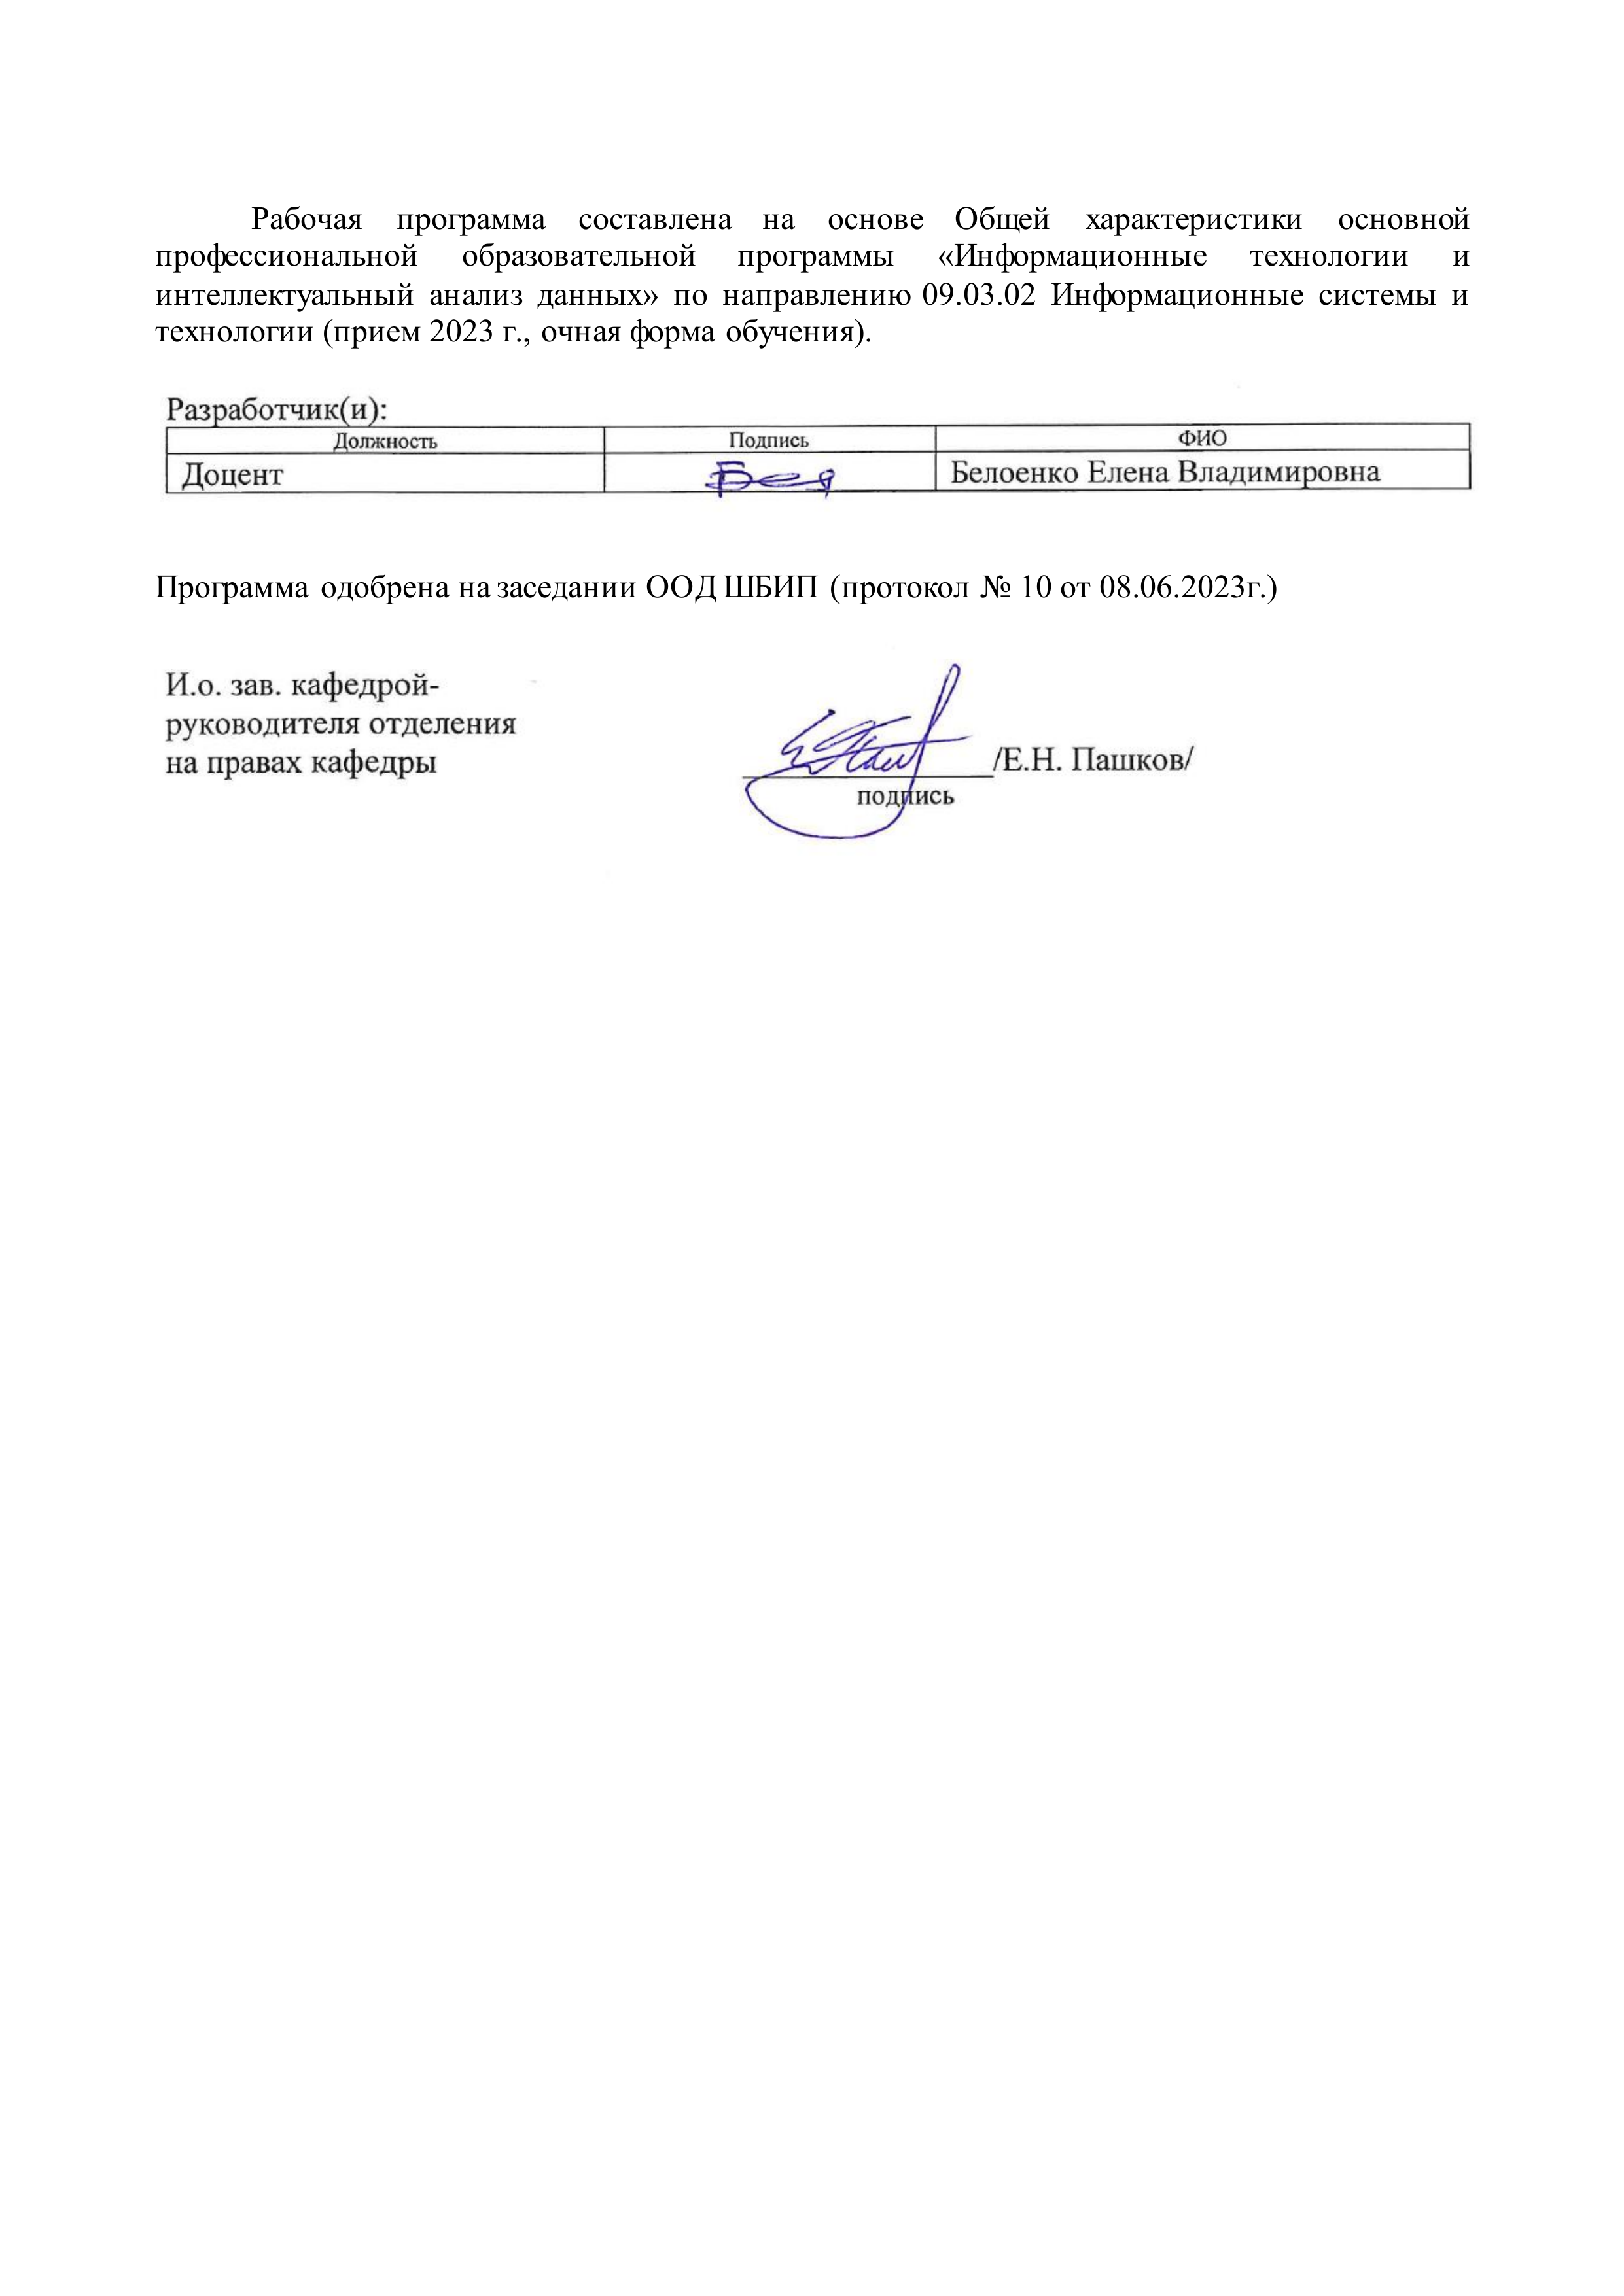 Рабочая программа составлена на основе Общей характеристики основной
профессиональной образовательной программы «Информационные технологии и
интеллектуальный анализ данных» по направлению 09.03.02 Информационные системы и
технологии (прием 2023 г., очная форма обучения).
Разработчик(и):
Должность Подпись ФИО
Доцент Белоенко Елена Владимировна
Программа одобрена на заседании ООД ШБИП (протокол № 10 от 08.06.2023г.)
И.о. зав. кафедрой-
руководителя отделения
на правах кафедры /Е.Н. Пашков/
подпись